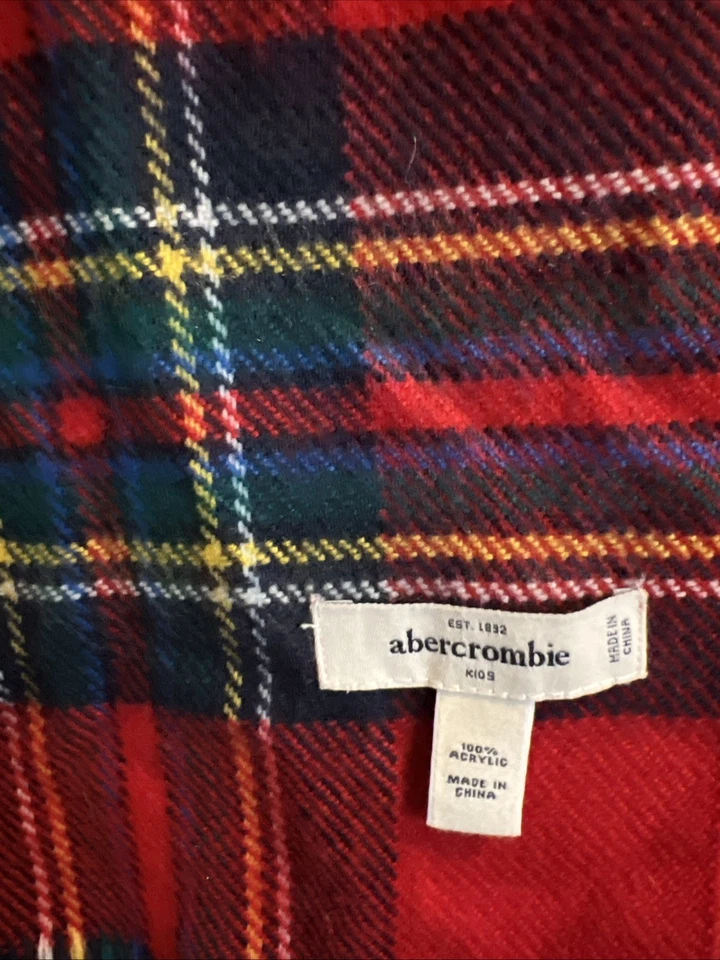 EST. 1892
abercrombie
KIDS
MADE IN
CHINA
100%
ACRYLIC
MADE IN
CHINA